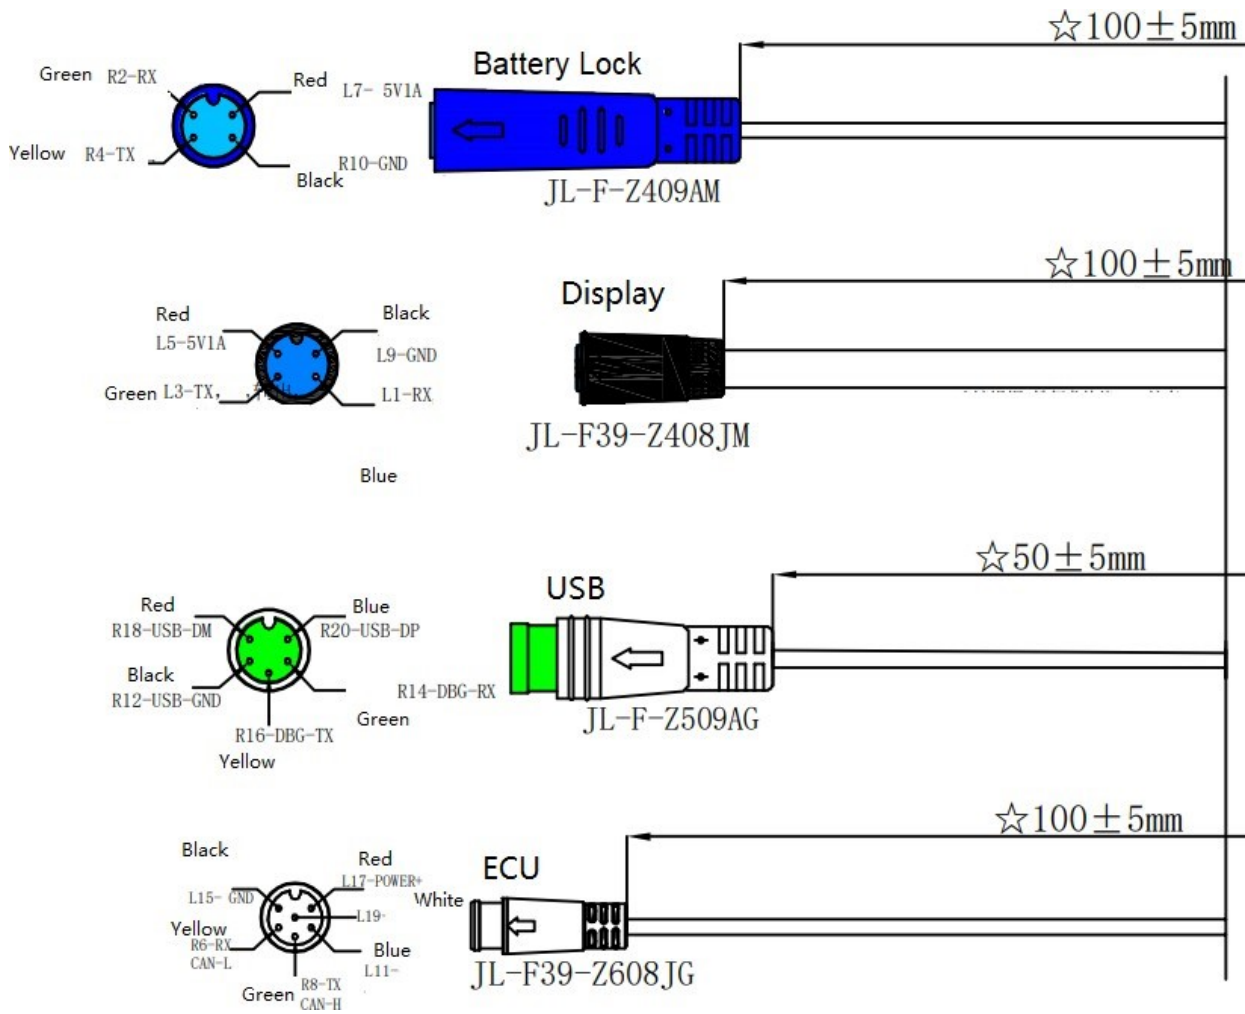 ☆100±5mm
Battery Lock
Green R2-RX
Red
L7- 5V1A
Yellow R4-TX
R10-GND
Black
JL-F-Z409AM
☆100±5mm
Display
Red
Black
L5-5V1A
L9-GND
Green L3-TX,
L1-RX
JL-F39-Z408JM
Blue
☆50±5mm
USB
Red
Blue
R18-USB-DM
R20-USB-DP
Black
R12-USB-GND
R14-DBG-RX
Green
JL-F-Z509AG
R16-DBG-TX
Yellow
☆100±5mm
Black
Red
ECU
L17-POWER+
L15- GND
White
L19-
Yellow
R6-RX
Blue
CAN-L
L11-
JL-F39-Z608JG
Green R8-TX
CAN-H